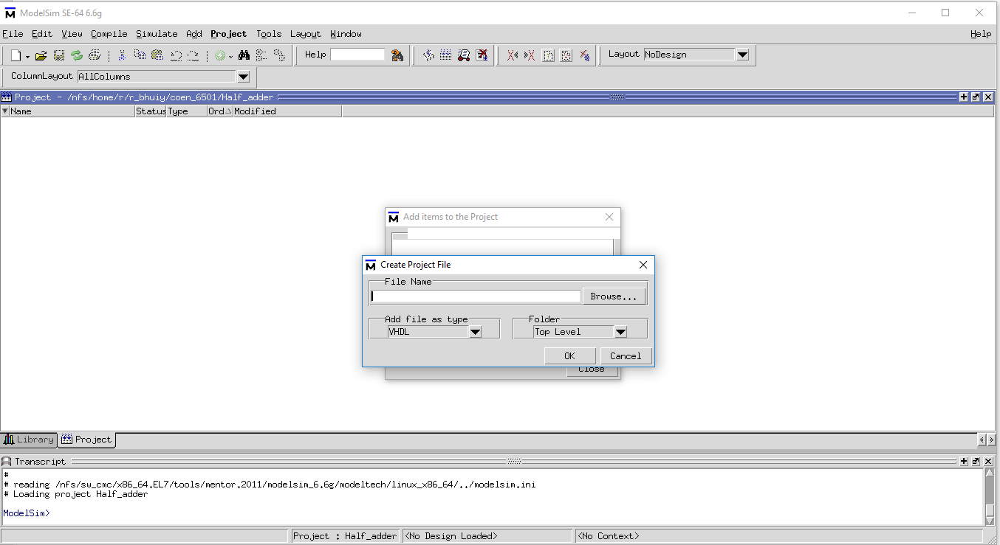 ModelSim SE-64 6.6g
File Edit View Compile Simulate Add Project Tools Layout Window Help
Help Layout NoDesign
ColumnLayout AllColumns
Project - /nfs/home/r/r_bhuiy/coen_6501/Half_adder
Name Status Type Ord Modified
Add items to the Project
Create Project File
File Name
Browse...
Add file as type Folder
VHDL Top Level
OK Cancel
Close
Library Project
Transcript
#
# reading /nfs/sw_cmc/x86_64.EL7/tools/mentor.2011/modelsim_6.6g/modeltech/linux_x86_64/../modelsim.ini
# Loading project Half_adder
ModelSim>
Project : Half_adder <No Design Loaded> <No Context>